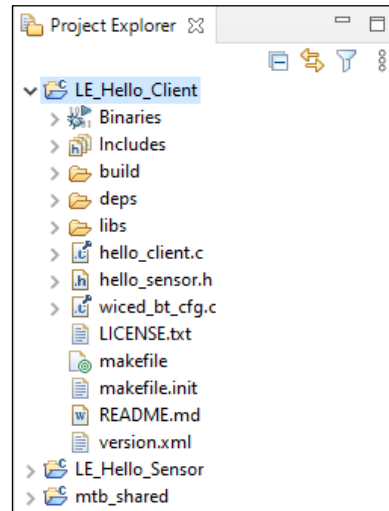 Project Explorer
LE_Hello_Client
Binaries
Includes
build
deps
libs
hello_client.c
hello_sensor.h
wiced_bt_cfg.c
LICENSE.txt
makefile
makefile.init
README.md
version.xml
LE_Hello_Sensor
mtb_shared